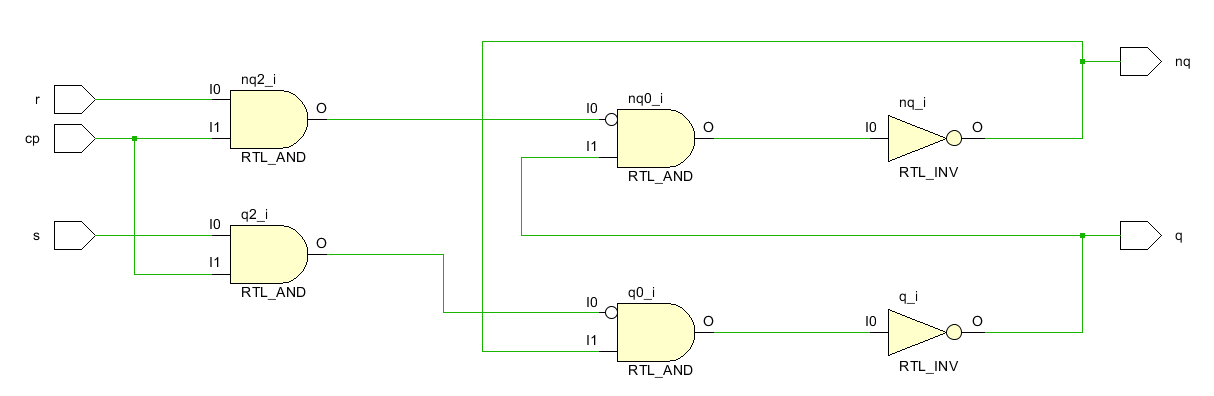 nq
nq2_i
nq0_i
nq_i
r
I0
O
I0
cp
I1
O
I0
O
I1
RTL_AND
RTL_AND
RTL_INV
q2_i
s
I0
q
O
I1
RTL_AND
q0_i
q_i
I0
O
I0
O
I1
RTL_AND
RTL_INV